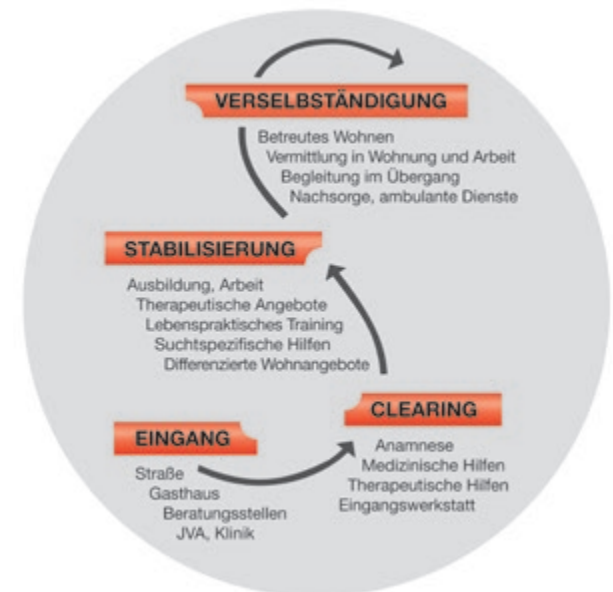 VERSELBSTÄNDIGUNG
Betreutes Wohnen
Vermittlung in Wohnung und Arbeit
Begleitung im Übergang
Nachsorge, ambulante Dienste
STABILISIERUNG
Ausbildung, Arbeit
Therapeutische Angebote
Lebenspraktisches Training
Suchtspezifische Hilfen
Differenzierte Wohnangebote
CLEARING
Anamnese
Medizinische Hilfen
Therapeutische Hilfen
Eingangswerkstatt
EINGANG
Straße
Gasthaus
Beratungsstellen
JVA, Klinik